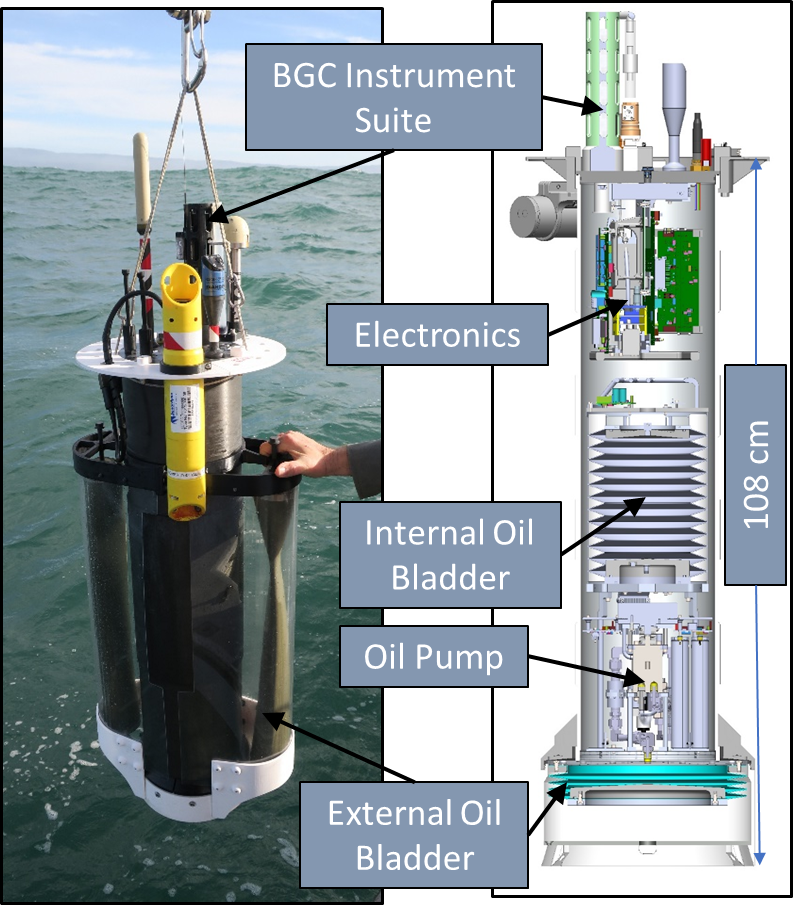 BGC Instrument
Suite
Electronics
108 cm
Internal Oil
Bladder
Oil Pump
External Oil
Bladder